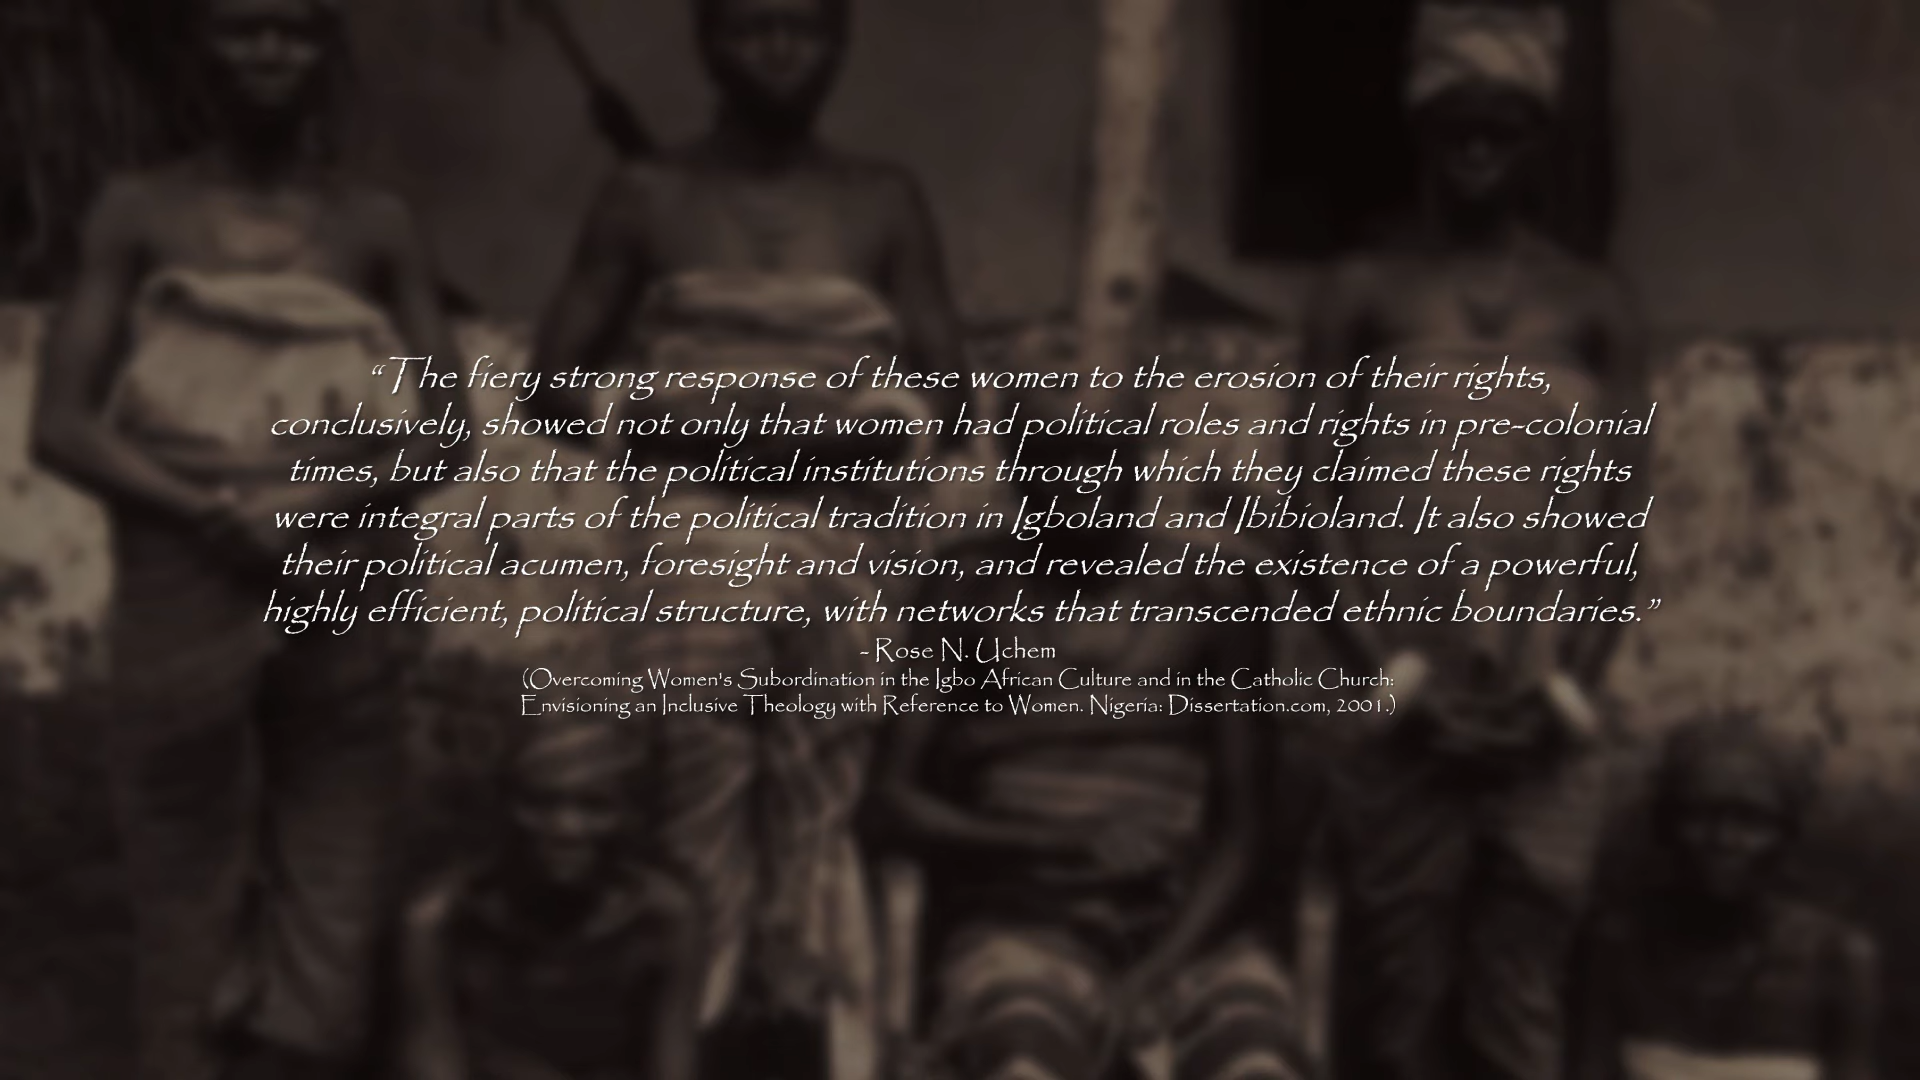 “The fiery strong response of these women to the erosion of their rights,
conclusively, showed not only that women had political roles and rights in pre-colonial
times, but also that the political institutions through which they claimed these rights
were integral parts of the political tradition in Igboland and Ibibioland. It also showed
their political acumen, foresight and vision, and revealed the existence of a powerful,
highly efficient, political structure, with networks that transcended ethnic boundaries.”
- Rose N. Uchem
(Overcoming Women's Subordination in the Igbo African Culture and in the Catholic Church:
Envisioning an Inclusive Theology with Reference to Women. Nigeria: Dissertation.com, 2001.)